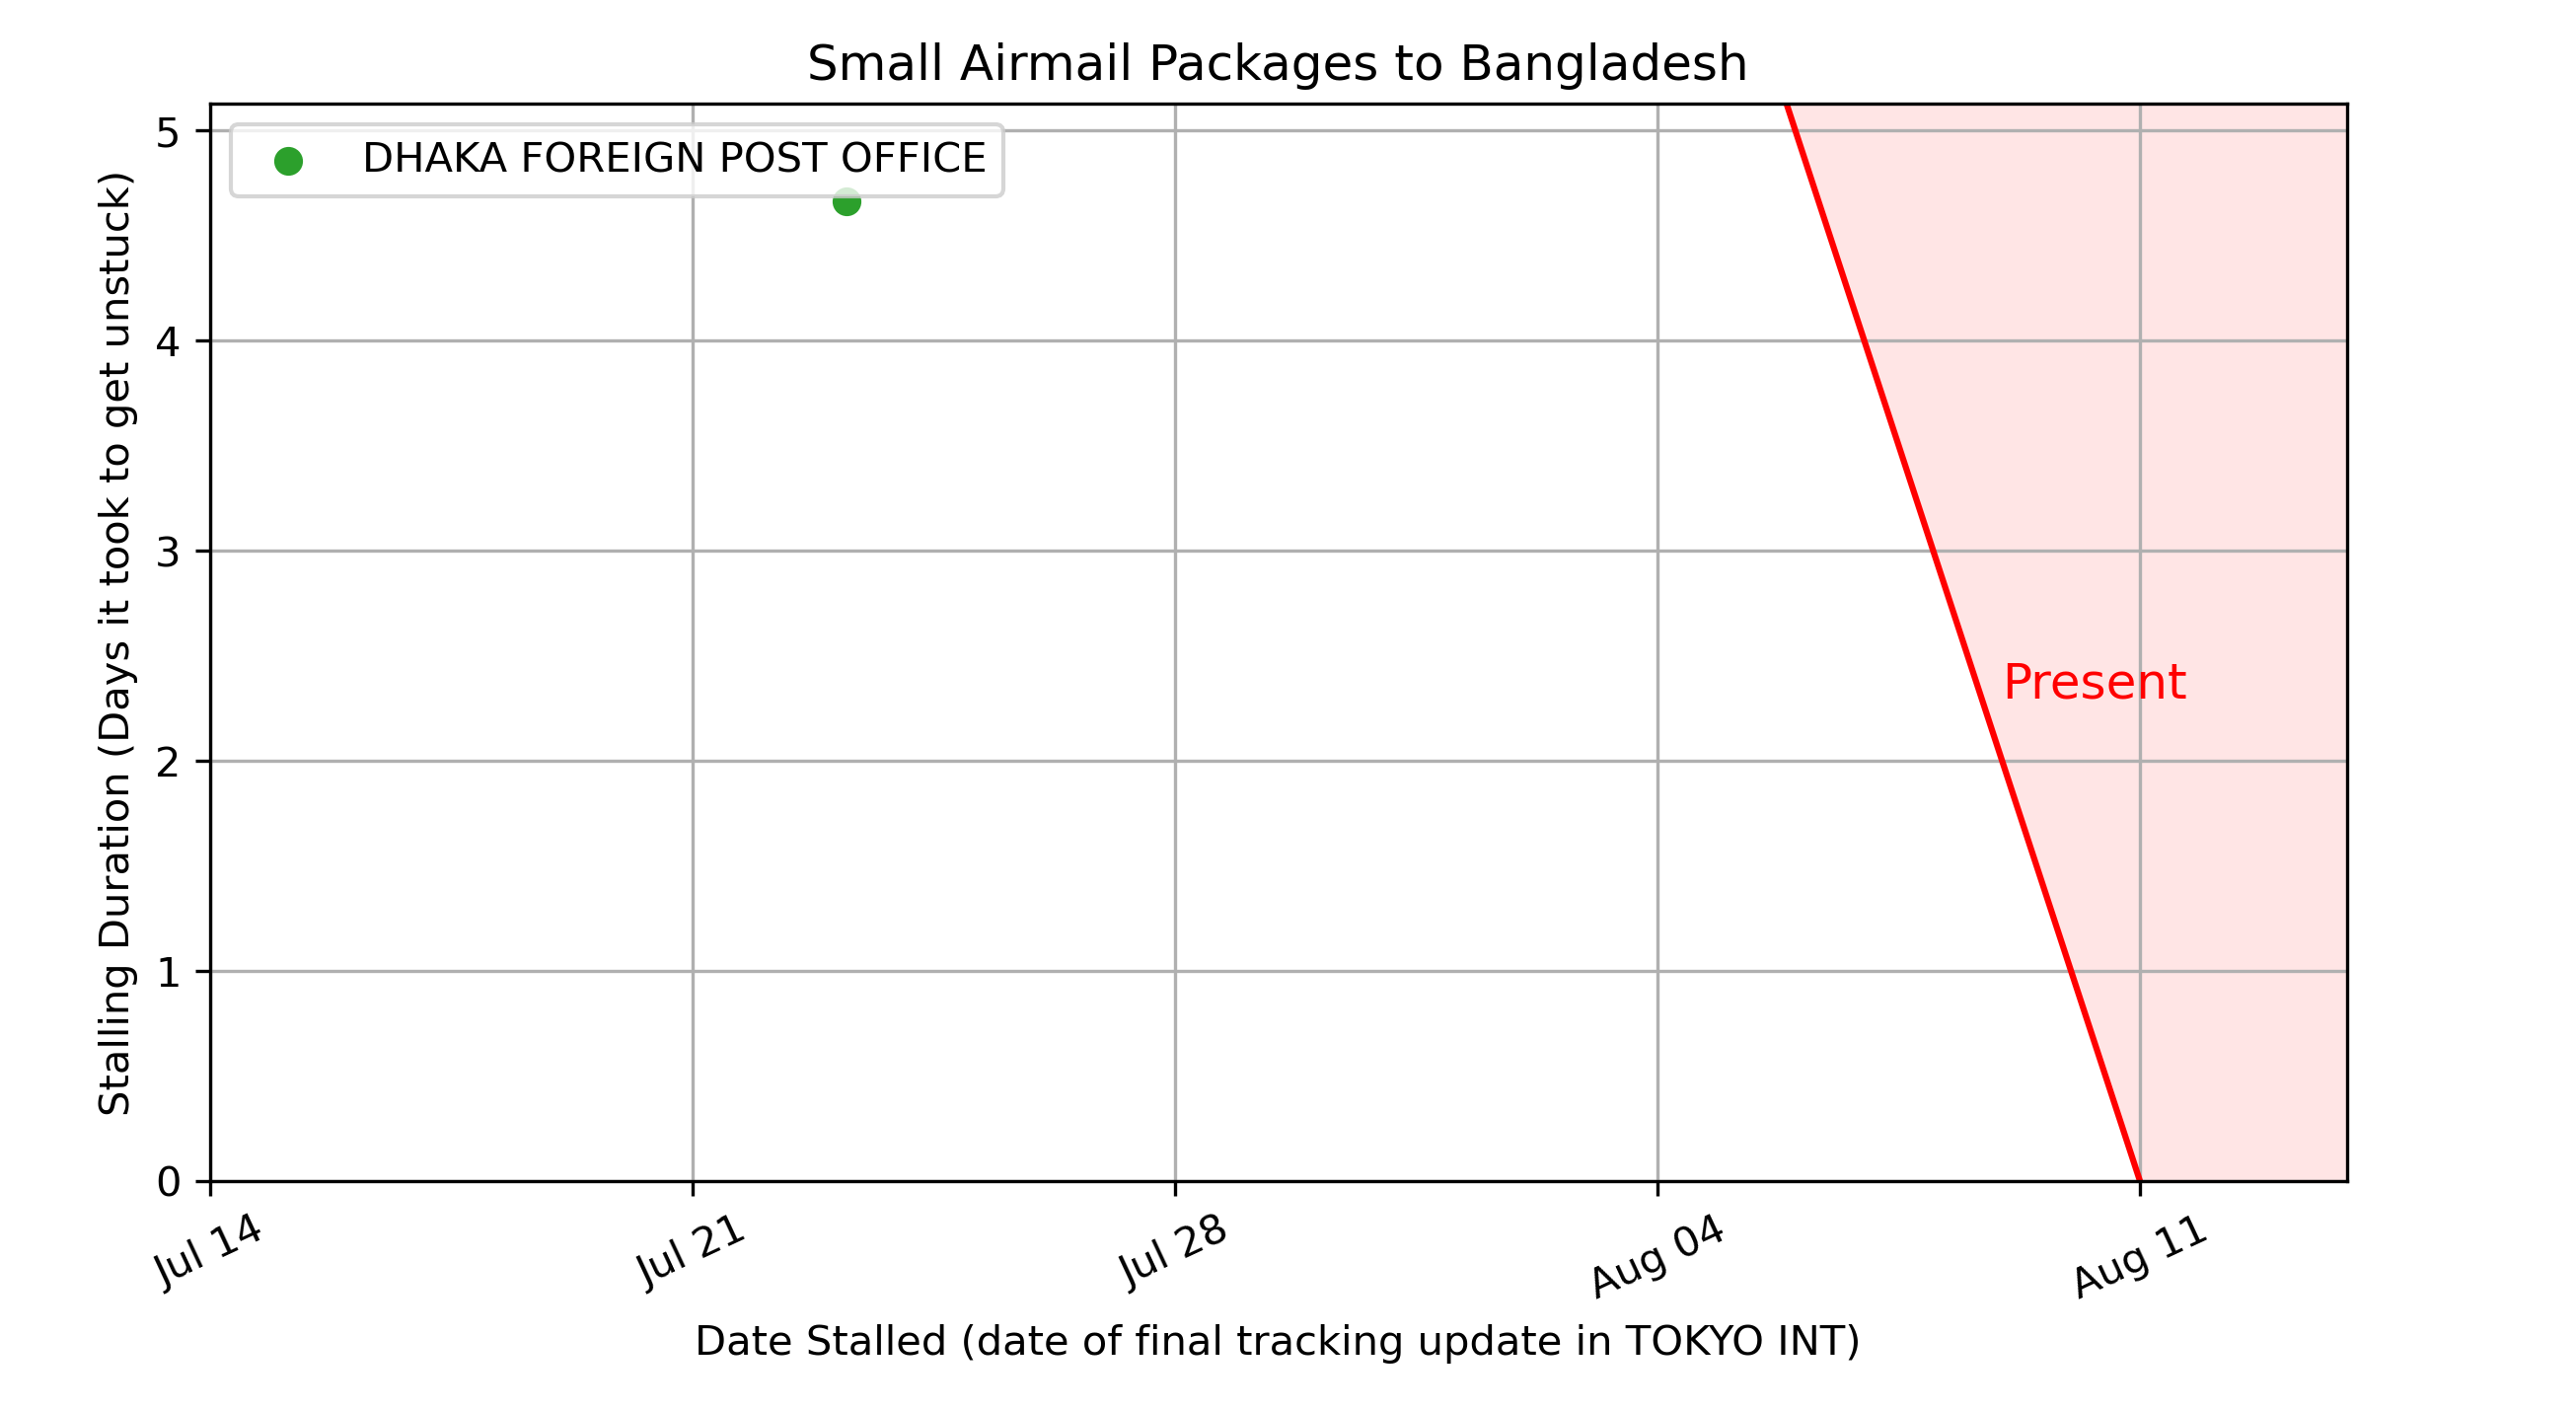 Small Airmail Packages to Bangladesh
DHAKA FOREIGN POST OFFICE
Stalling Duration (Days it took to get unstuck)
5
4
3
2
1
0
Present
Jul 14
Jul 21
Jul 28
Aug 04
Aug 11
Date Stalled (date of final tracking update in TOKYO INT)